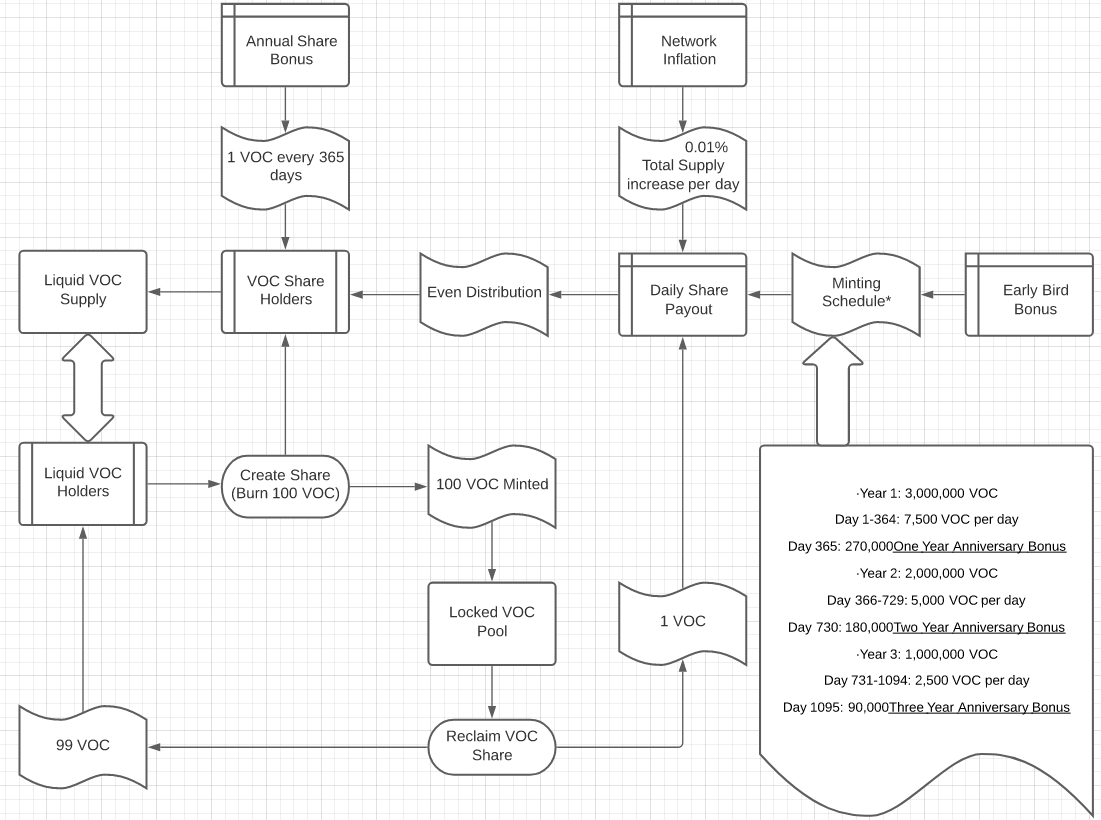 Annual Share
Bonus
Network
Inflation
1 VOC every 365
days
0.01%
Total Supply
increase per day
Liquid VOC
Supply
VOC Share
Holders
Even Distribution
Daily Share
Payout
Minting
Schedule*
Early Bird
Bonus
Liquid VOC
Holders
Create Share
(Burn 100 VOC)
100 VOC Minted
Locked VOC
Pool
1 VOC
99 VOC
Reclaim VOC
Share
·Year 1: 3,000,000 VOC
Day 1-364: 7,500 VOC per day
Day 365: 270,000One Year Anniversary Bonus
·Year 2: 2,000,000 VOC
Day 366-729: 5,000 VOC per day
Day 730: 180,000Two Year Anniversary Bonus
·Year 3: 1,000,000 VOC
Day 731-1094: 2,500 VOC per day
Day 1095: 90,000Three Year Anniversary Bonus